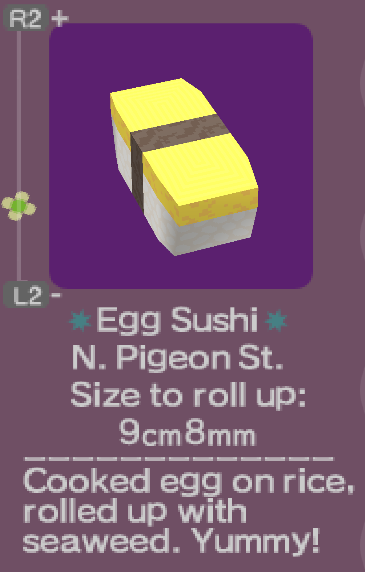 R2 +
L2 -
Egg Sushi
N. Pigeon St.
Size to roll up:
9cm8mm
Cooked egg on rice,
rolled up with
seaweed. Yummy!